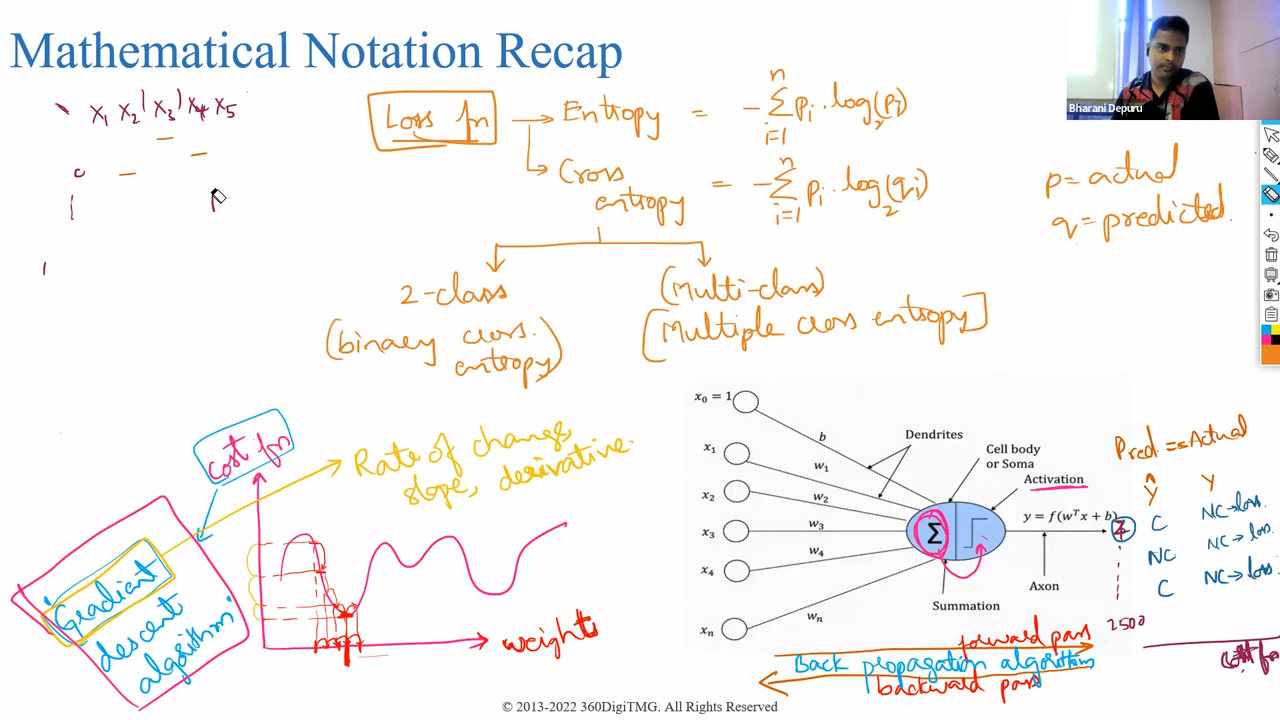 Mathematical Notation Recap
Bharani Depuru
x1 x2 x3 x4 x5
Loss fn
Entropy = - Σ pi . log2(pi)
n
i=1
Cross entropy = - Σ pi . log2(qi)
n
i=1
p = actual
q = predicted.
2-class
(binary cross. entropy)
(Multi-class)
[Multiple cross entropy]
Cost fn
Rate of change,
slope, derivative.
"Gradiant
descent
algorithm"
weights
x0 = 1
x1
x2
x3
x4
xn
b
w1
w2
w3
w4
wn
Dendrites
Cell body
or Soma
Activation
Σ
y = f(wTx + b)
Axon
Summation
Pred == Actual
Ŷ Y
C NC→loss.
NC NC→loss.
C NC→loss.
2500
forward pass
Back propagation algorithm
backward pass
© 2013-2022 360DigiTMG. All Rights Reserved